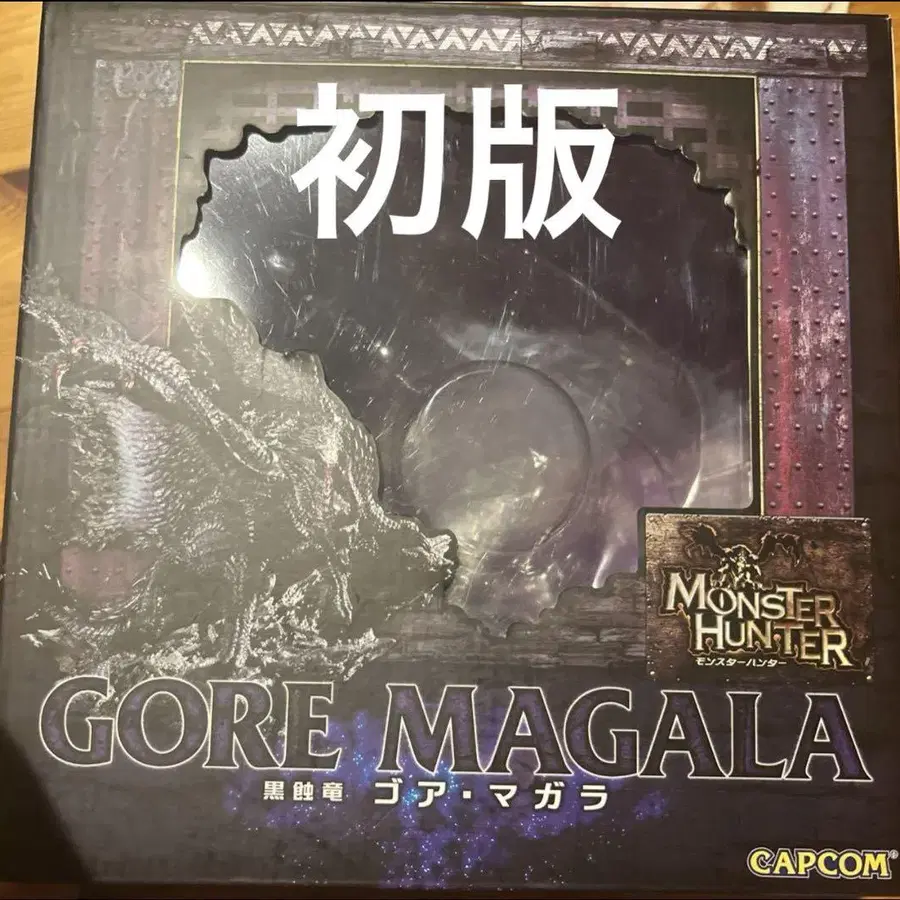 初版
MONSTER
HUNTER
モンスターハンター
GORE MAGALA
黒蝕竜 ゴア・マガラ
CAPCOM®